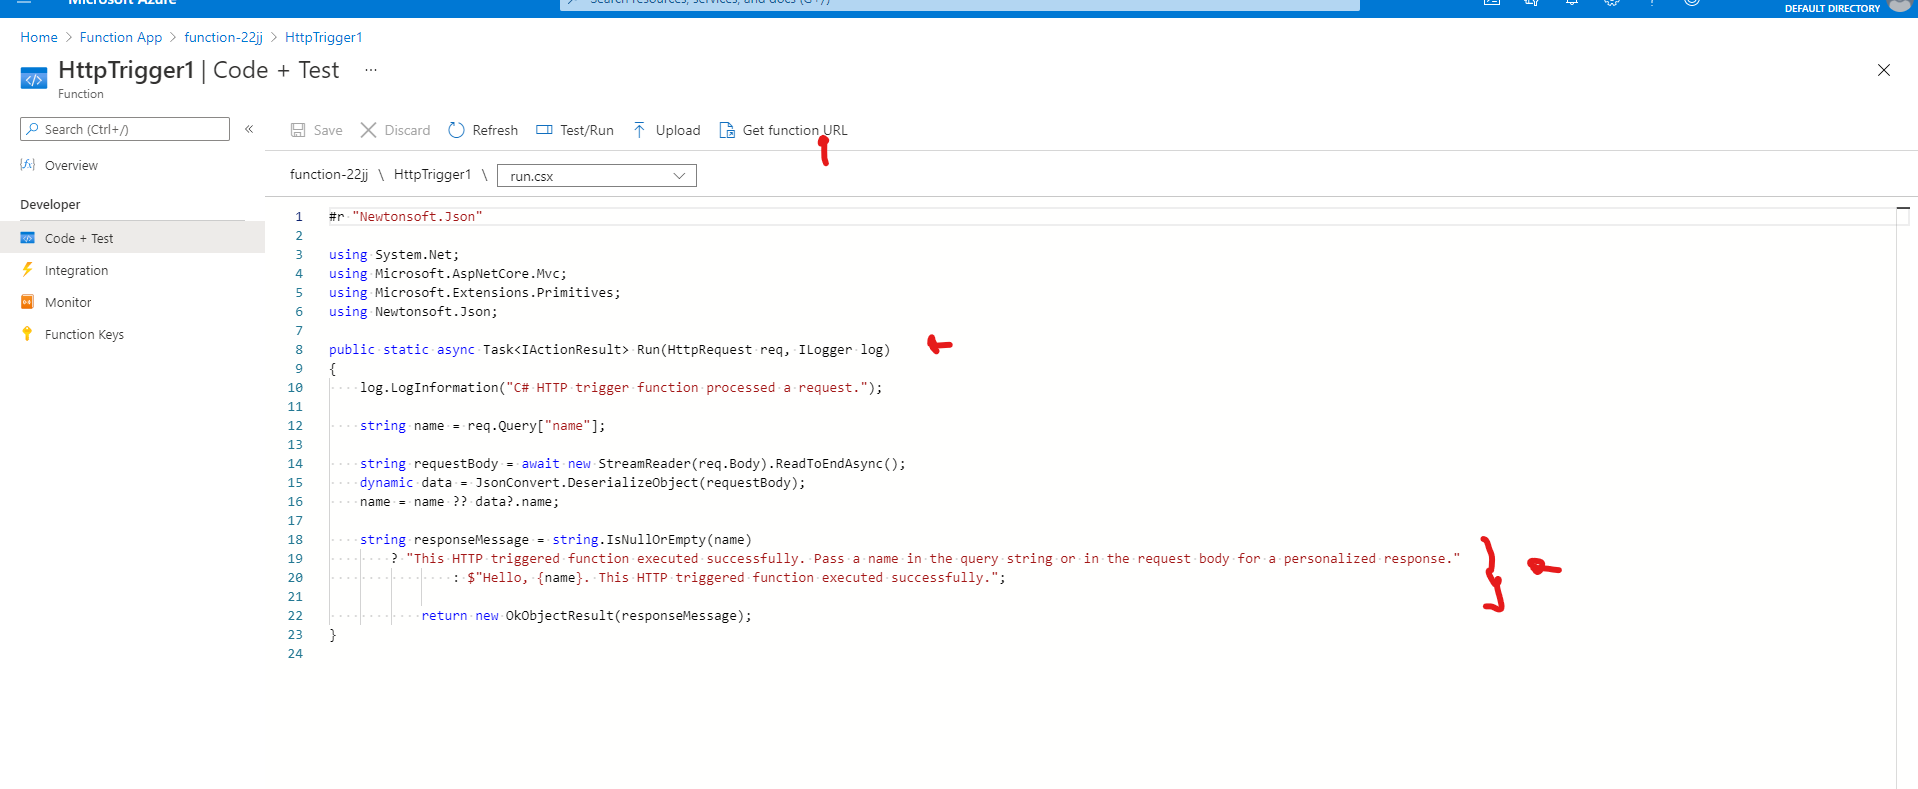 Microsoft Azure
Search resources, services, and docs (G+/)
DEFAULT DIRECTORY
Home > Function App > function-22jj > HttpTrigger1
HttpTrigger1 | Code + Test ...
Function
Search (Ctrl+/) «
Save Discard Refresh Test/Run Upload Get function URL
Overview
function-22jj \ HttpTrigger1 \ run.csx
Developer
Code + Test
Integration
Monitor
Function Keys
1 #r "Newtonsoft.Json"
2
3 using System.Net;
4 using Microsoft.AspNetCore.Mvc;
5 using Microsoft.Extensions.Primitives;
6 using Newtonsoft.Json;
7
8 public static async Task<IActionResult> Run(HttpRequest req, ILogger log)
9 {
10 log.LogInformation("C# HTTP trigger function processed a request.");
11
12 string name = req.Query["name"];
13
14 string requestBody = await new StreamReader(req.Body).ReadToEndAsync();
15 dynamic data = JsonConvert.DeserializeObject(requestBody);
16 name = name ?? data?.name;
17
18 string responseMessage = string.IsNullOrEmpty(name)
19 ? "This HTTP triggered function executed successfully. Pass a name in the query string or in the request body for a personalized response."
20 : $"Hello, {name}. This HTTP triggered function executed successfully.";
21
22 return new OkObjectResult(responseMessage);
23 }
24